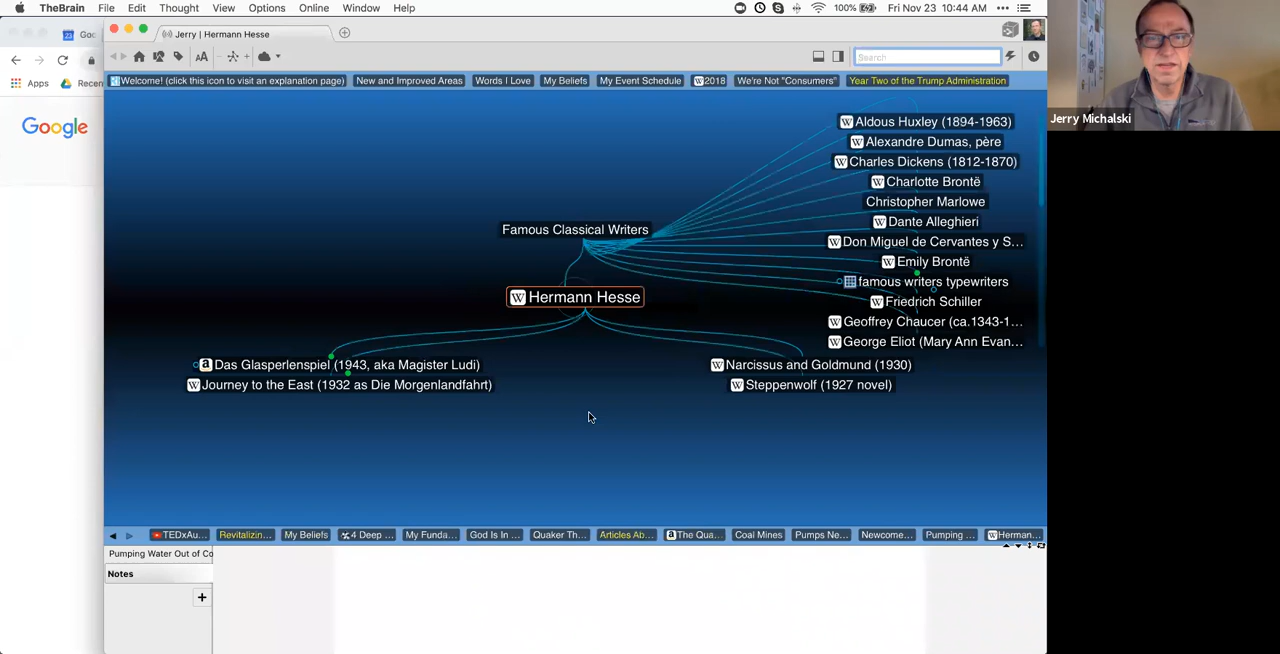 TheBrain File Edit Thought View Options Online Window Help 100% Fri Nov 23 10:44 AM
Jerry | Hermann Hesse
AA
Search
Welcome! (click this icon to visit an explanation page) New and Improved Areas Words I Love My Beliefs My Event Schedule W 2018 We're Not "Consumers" Year Two of the Trump Administration
23 Goo
Apps Recen
Google
W Aldous Huxley (1894-1963)
W Alexandre Dumas, père
W Charles Dickens (1812-1870)
W Charlotte Brontë
Christopher Marlowe
W Dante Alleghieri
W Don Miguel de Cervantes y S...
W Emily Brontë
famous writers typewriters
W Friedrich Schiller
W Geoffrey Chaucer (ca.1343-1...
W George Eliot (Mary Ann Evan...
Famous Classical Writers
W Hermann Hesse
a Das Glasperlenspiel (1943, aka Magister Ludi)
W Journey to the East (1932 as Die Morgenlandfahrt)
W Narcissus and Goldmund (1930)
W Steppenwolf (1927 novel)
TEDxAu... Revitalizin... My Beliefs 4 Deep ... My Funda... God Is In ... Quaker Th... Articles Ab... a The Qua... Coal Mines Pumps Ne... Newcome... Pumping ... W Herman...
Pumping Water Out of Co
Notes
+
Jerry Michalski